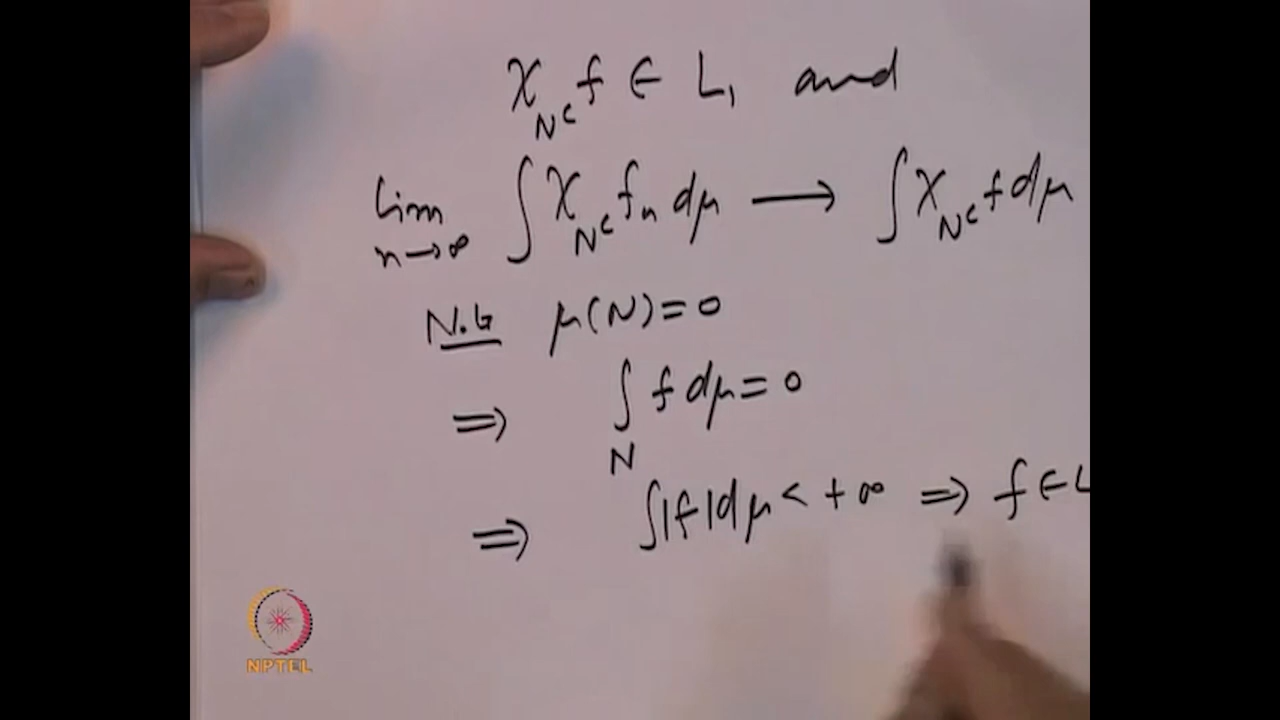 χ_{N^c} f ∈ L_1 and
lim_{n→∞} ∫ χ_{N^c} f_n dμ ⟶ ∫ χ_{N^c} f dμ
N.B μ(N)=0
⇒ ∫_N f dμ = 0
⇒ ∫|f|dμ < +∞ ⇒ f ∈ L
NPTEL